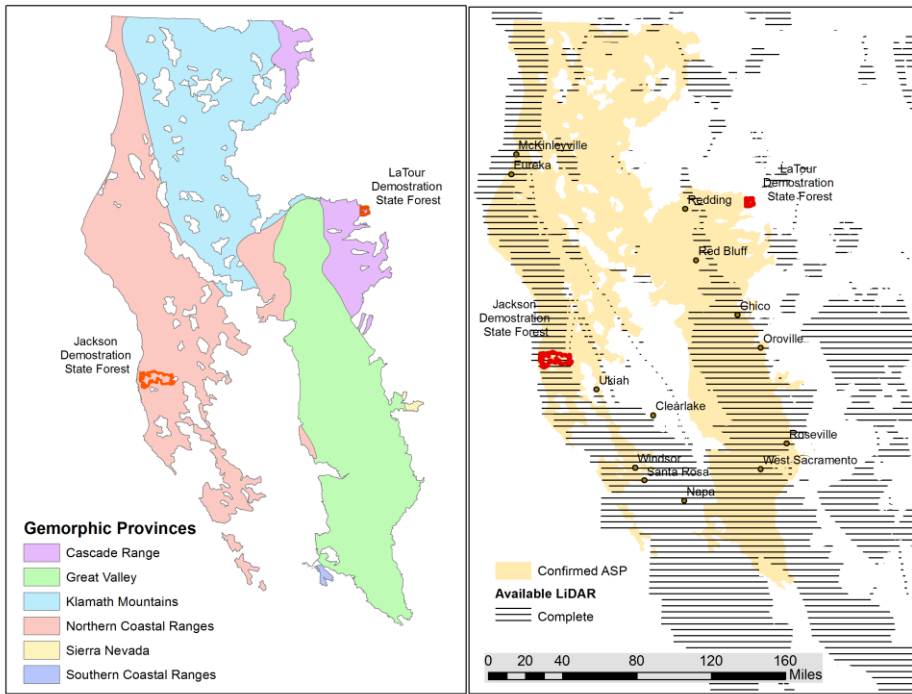 LaTour
Demostration
State Forest
Jackson
Demostration
State Forest
Gemorphic Provinces
Cascade Range
Great Valley
Klamath Mountains
Northern Coastal Ranges
Sierra Nevada
Southern Coastal Ranges
McKinleyville
Eureka
LaTour
Demostration
State Forest
Redding
Red Bluff
Jackson
Demostration
State Forest
Chico
Oroville
Ukiah
Clearlake
Roseville
Windsor
West Sacramento
Santa Rosa
Napa
Confirmed ASP
Available LiDAR
Complete
0 20 40 80 120 160
Miles